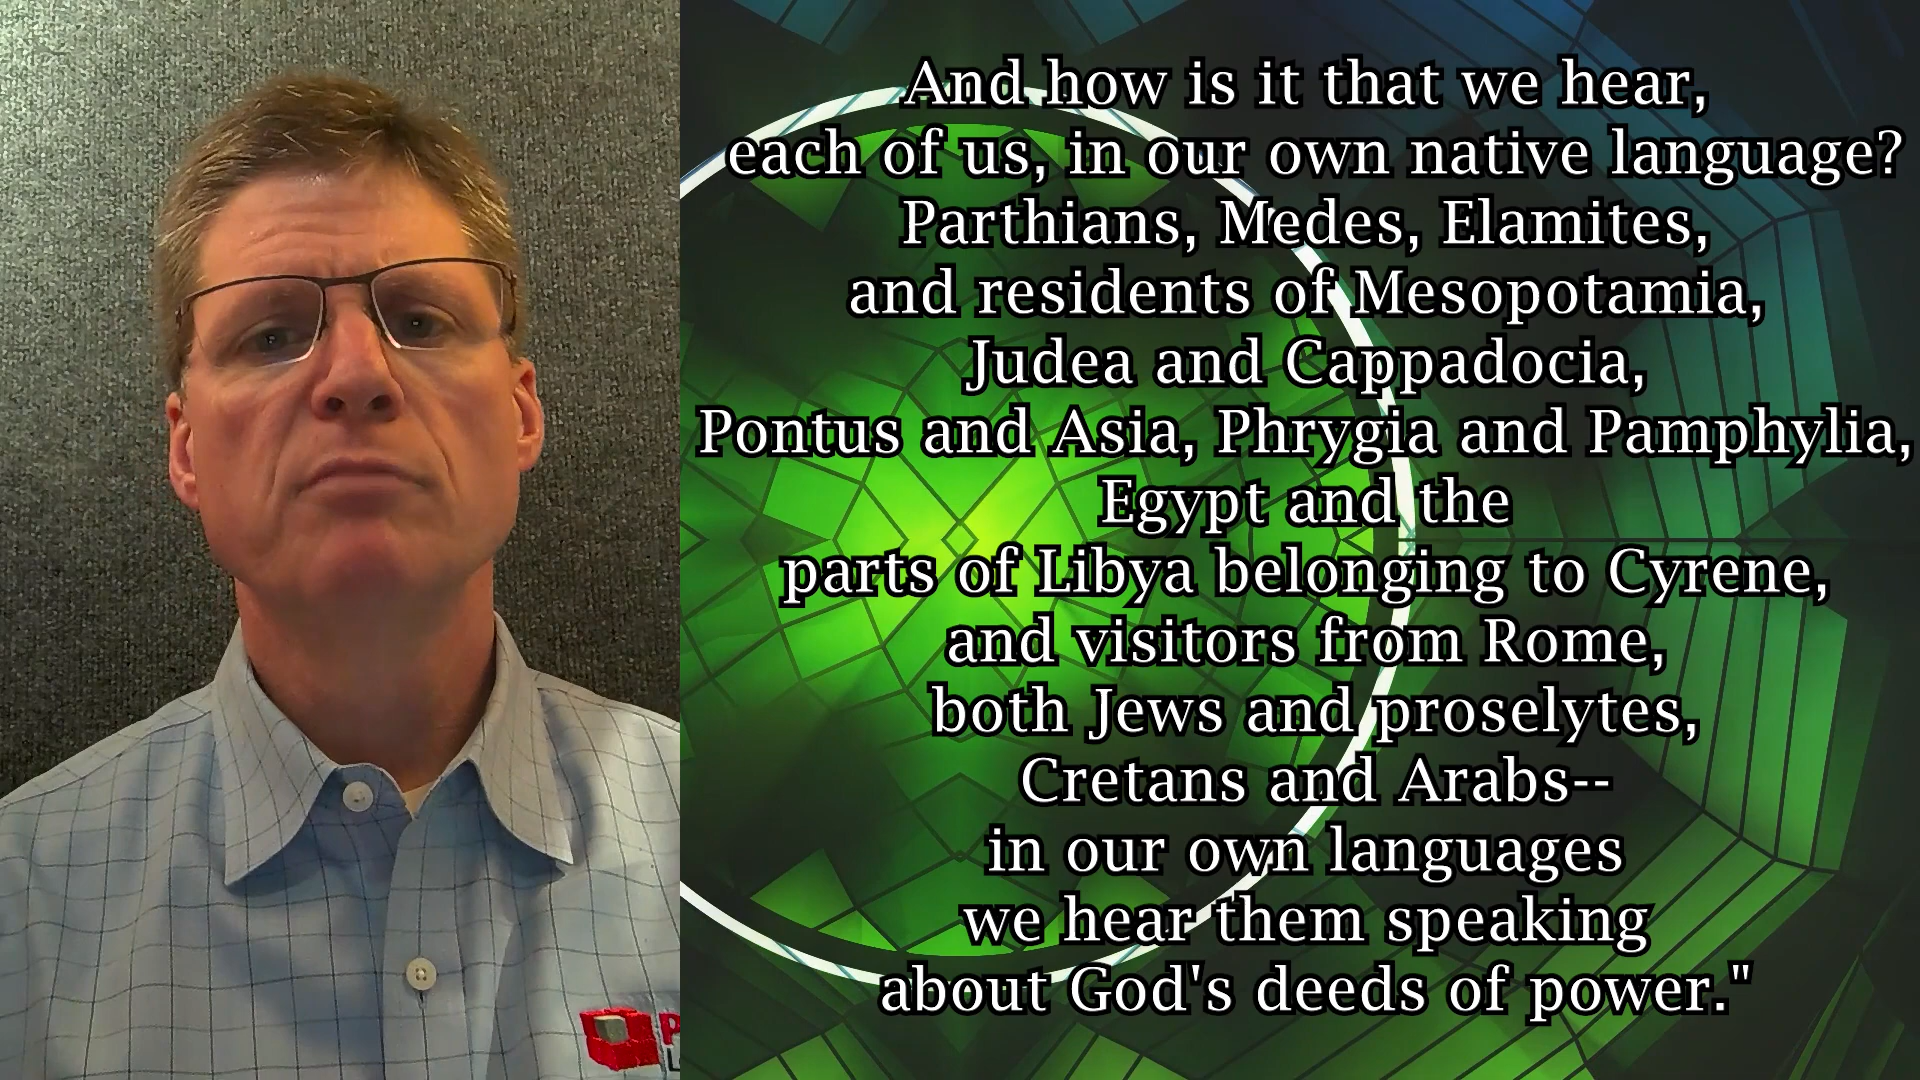 And how is it that we hear,
each of us, in our own native language?
Parthians, Medes, Elamites,
and residents of Mesopotamia,
Judea and Cappadocia,
Pontus and Asia, Phrygia and Pamphylia,
Egypt and the
parts of Libya belonging to Cyrene,
and visitors from Rome,
both Jews and proselytes,
Cretans and Arabs--
in our own languages
we hear them speaking
about God's deeds of power."